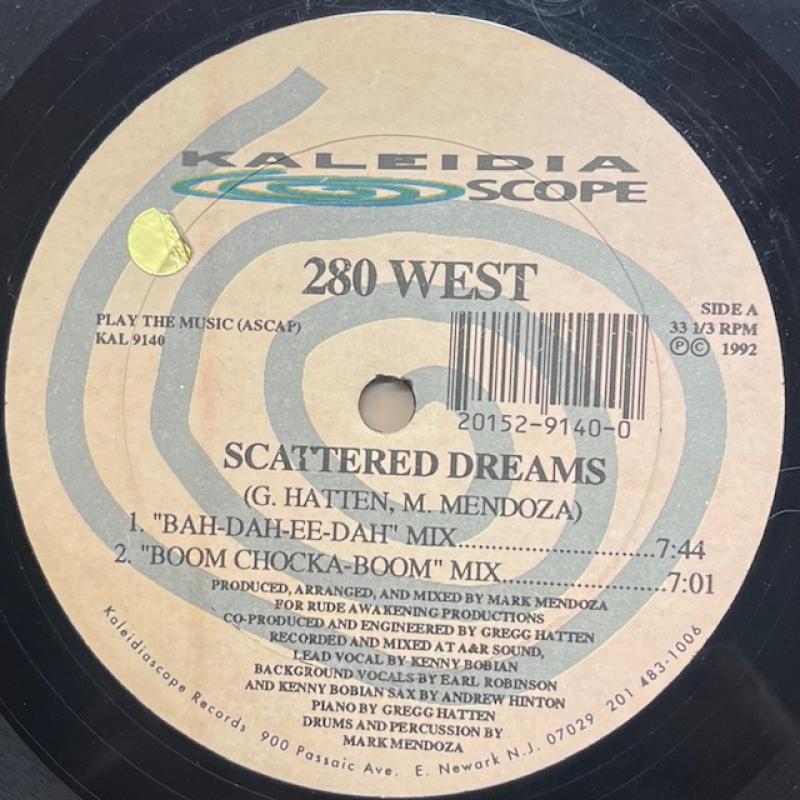 KALEIDIA
SCOPE
280 WEST
PLAY THE MUSIC (ASCAP)
KAL 9140
SIDE A
33 1/3 RPM
ⓅⒸ 1992
20152-9140-0
SCATTERED DREAMS
(G. HATTEN, M. MENDOZA)
1. "BAH-DAH-EE-DAH" MIX..............................7:44
2. "BOOM CHOCKA-BOOM" MIX.........................7:01
PRODUCED, ARRANGED, AND MIXED BY MARK MENDOZA
FOR RUDE AWAKENING PRODUCTIONS
CO-PRODUCED AND ENGINEERED BY GREGG HATTEN
RECORDED AND MIXED AT A&R SOUND,
LEAD VOCAL BY KENNY BOBIAN
BACKGROUND VOCALS BY EARL ROBINSON
AND KENNY BOBIAN SAX BY ANDREW HINTON
PIANO BY GREGG HATTEN
DRUMS AND PERCUSSION BY
MARK MENDOZA
Kaleidiascope Records 900 Passaic Ave. E. Newark N.J. 07029 201 483-1006